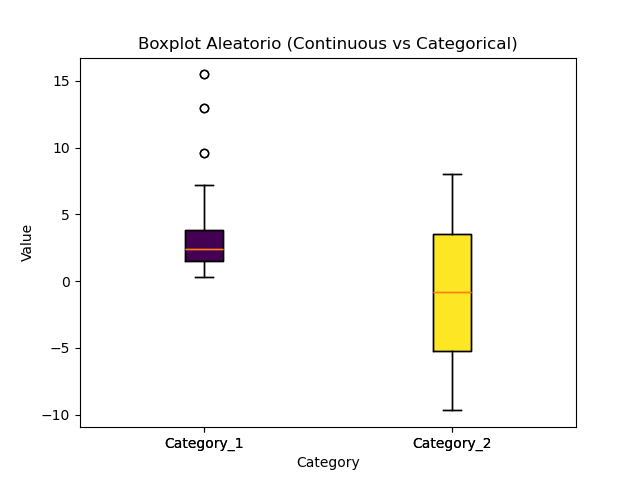 Boxplot Aleatorio (Continuous vs Categorical)
15
10
5
0
−5
−10
Value
Category_1
Category_2
Category